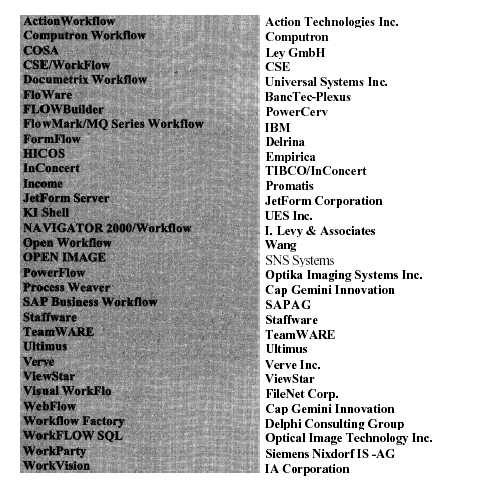 ActionWorkflow Action Technologies Inc.
Computron Workflow Computron
COSA Ley GmbH
CSE/WorkFlow CSE
Documetrix Workflow Universal Systems Inc.
FloWare BancTec-Plexus
FLOWBuilder PowerCerv
FlowMark/MQ Series Workflow IBM
FormFlow Delrina
HICOS Empirica
InConcert TIBCO/InConcert
Income Promatis
JetForm Server JetForm Corporation
KI Shell UES Inc.
NAVIGATOR 2000/Workflow I. Levy & Associates
Open Workflow Wang
OPEN IMAGE SNS Systems
PowerFlow Optika Imaging Systems Inc.
Process Weaver Cap Gemini Innovation
SAP Business Workflow SAPAG
Staffware Staffware
TeamWARE TeamWARE
Ultimus Ultimus
Verve Verve Inc.
ViewStar ViewStar
Visual WorkFlo FileNet Corp.
WebFlow Cap Gemini Innovation
Workflow Factory Delphi Consulting Group
WorkFLOW SQL Optical Image Technology Inc.
WorkParty Siemens Nixdorf IS -AG
WorkVision IA Corporation